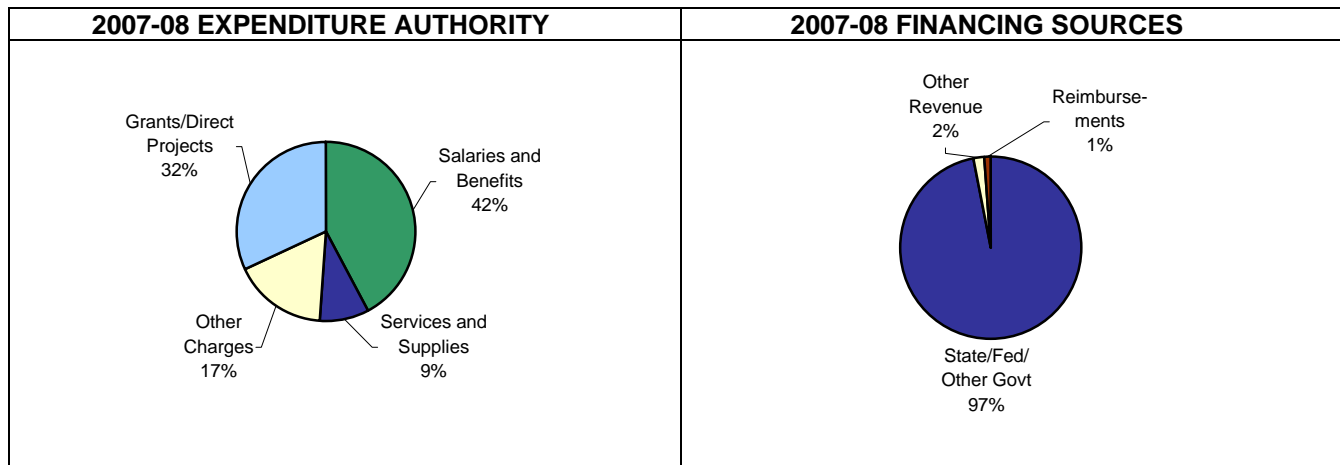 2007-08 EXPENDITURE AUTHORITY
Grants/Direct
Projects
32%
Salaries and
Benefits
42%
Other
Charges
17%
Services and
Supplies
9%
2007-08 FINANCING SOURCES
Other
Revenue
2%
Reimburse-
ments
1%
State/Fed/
Other Govt
97%